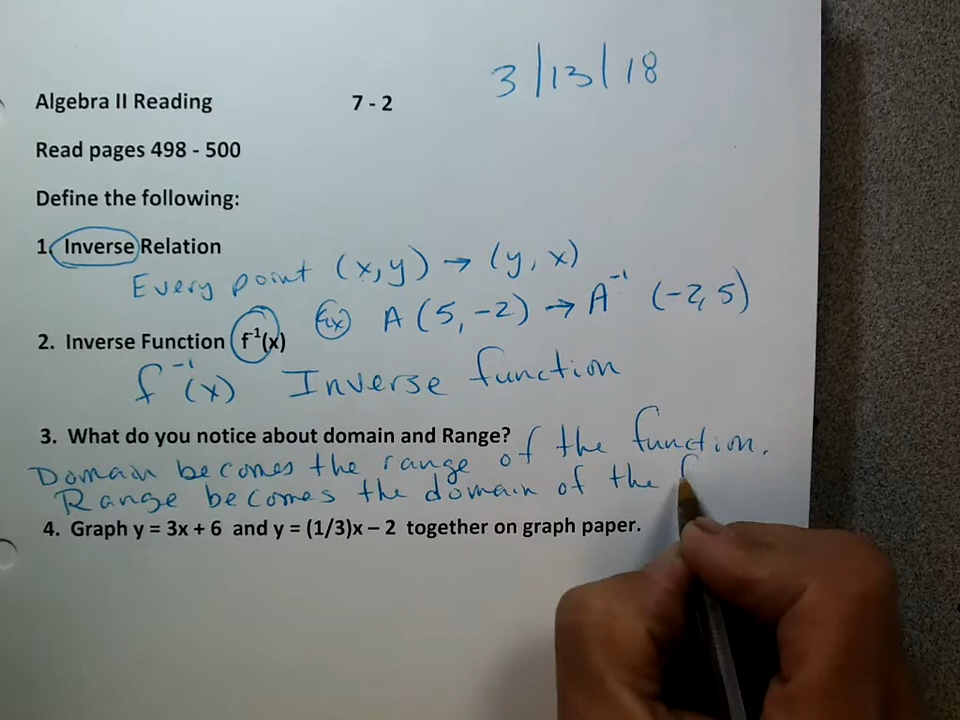 3/13/18
Algebra II Reading 7 - 2
Read pages 498 - 500
Define the following:
1. Inverse Relation
Every point (x,y) → (y, x)
Ex A (5, -2) → A⁻¹ (-2, 5)
2. Inverse Function f⁻¹(x)
f⁻¹(x) Inverse function
3. What do you notice about domain and Range?
Domain becomes the range of the function.
Range becomes the domain of the f
4. Graph y = 3x + 6 and y = (1/3)x – 2 together on graph paper.